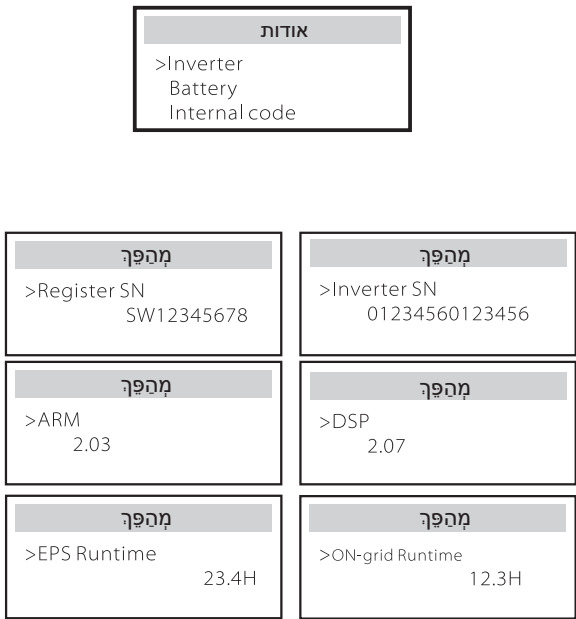 אודות
>Inverter
Battery
Internal code
מְהַפֵּךְ
>Register SN
SW12345678
מְהַפֵּךְ
>Inverter SN
01234560123456
מְהַפֵּךְ
>ARM
2.03
מְהַפֵּךְ
>DSP
2.07
מְהַפֵּךְ
>EPS Runtime
23.4H
מְהַפֵּךְ
>ON-grid Runtime
12.3H